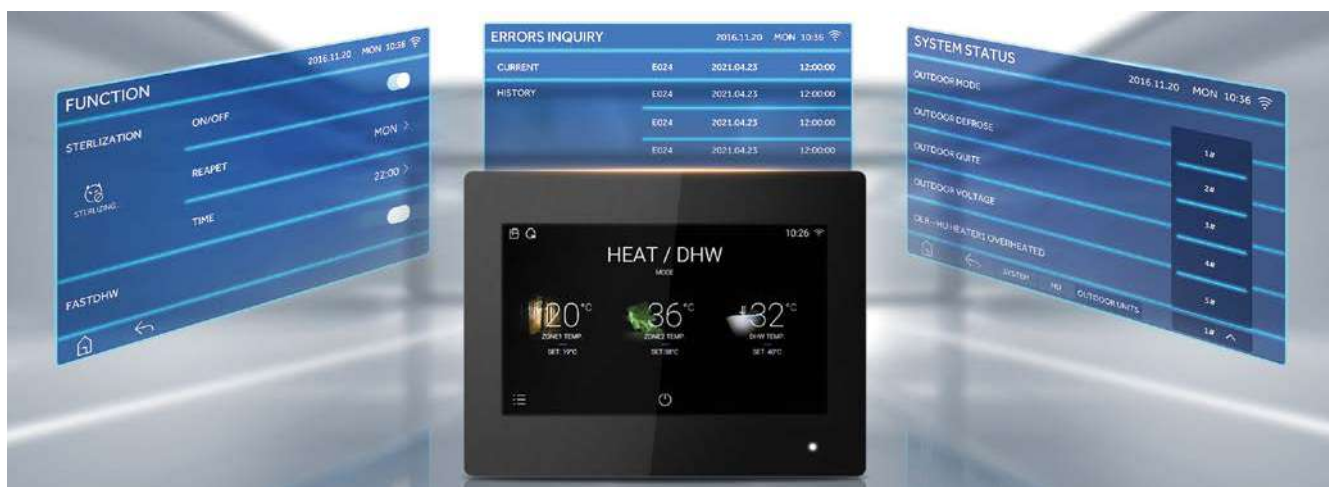 FUNCTION
2016.11.20 MON 10:36
STERLIZATION
ON/OFF
STERLIZING...
REAPET
MON >
TIME
22:00 >
FASTDHW
ERRORS INQUIRY
2016.11.20 MON 10:36
CURRENT E024 2021.04.23 12:00:00
HISTORY E024 2021.04.23 12:00:00
E024 2021.04.23 12:00:00
E024 2021.04.23 12:00:00
SYSTEM STATUS
2016.11.20 MON 10:36
OUTDOOR MODE
OUTDOOR DEFROSE
OUTDOOR QUITE
OUTDOOR VOLTAGE
HU HEATER1 OVERHEATED
1#
2#
3#
4#
5#
SYSTEM HU OUTDOOR UNITS 1#
10:26
HEAT / DHW
MODE
20°C
36°C
32°C
ZONE1 TEMP.
DHW TEMP.
SET: 19°C
SET:38°C
SET: 40°C